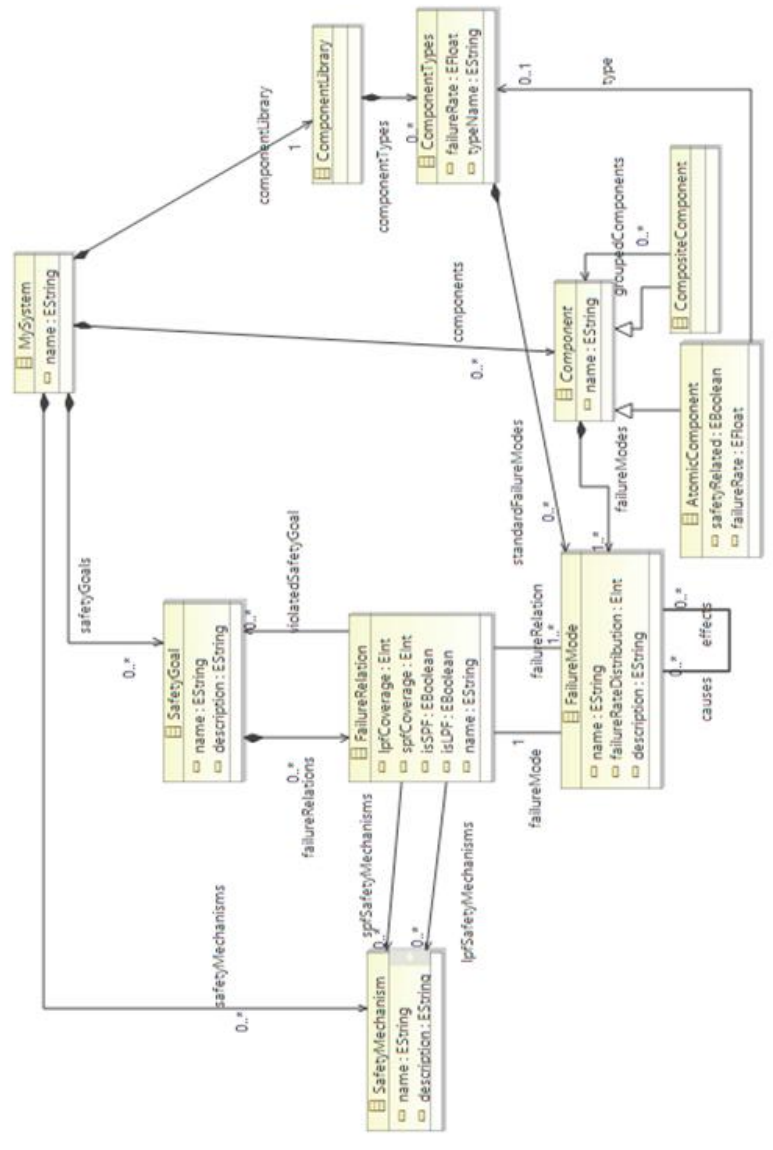 MySystem
name : EString
componentLibrary
1
ComponentLibrary
componentTypes
0..*
ComponentTypes
failureRate : EFloat
typeName : EString
0..1
type
components
0..*
Component
name : EString
groupedComponents
0..*
CompositeComponent
AtomicComponent
safetyRelated : EBoolean
failureRate : EFloat
failureModes
1..*
standardFailureModes
0..*
safetyGoals
0..*
SafetyGoal
name : EString
description : EString
violatedSafetyGoal
0..*
0..*
failureRelations
FailureRelation
lpfCoverage : EInt
spfCoverage : EInt
isSPF : EBoolean
isLPF : EBoolean
name : EString
failureRelation
1..*
1
failureMode
FailureMode
name : EString
failureRateDistribution : EInt
description : EString
0..*
effects
0..*
causes
safetyMechanisms
0..*
spfSafetyMechanisms
0..*
0..*
lpfSafetyMechanisms
SafetyMechanism
name : EString
description : EString